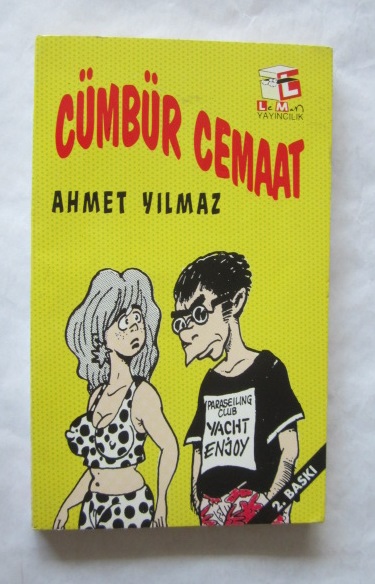 CÜMBÜR CEMAAT
LeMan
YAYINCILIK
AHMET YILMAZ
PARASEILING
CLUB
YACHT
ENJOY
2. BASKI